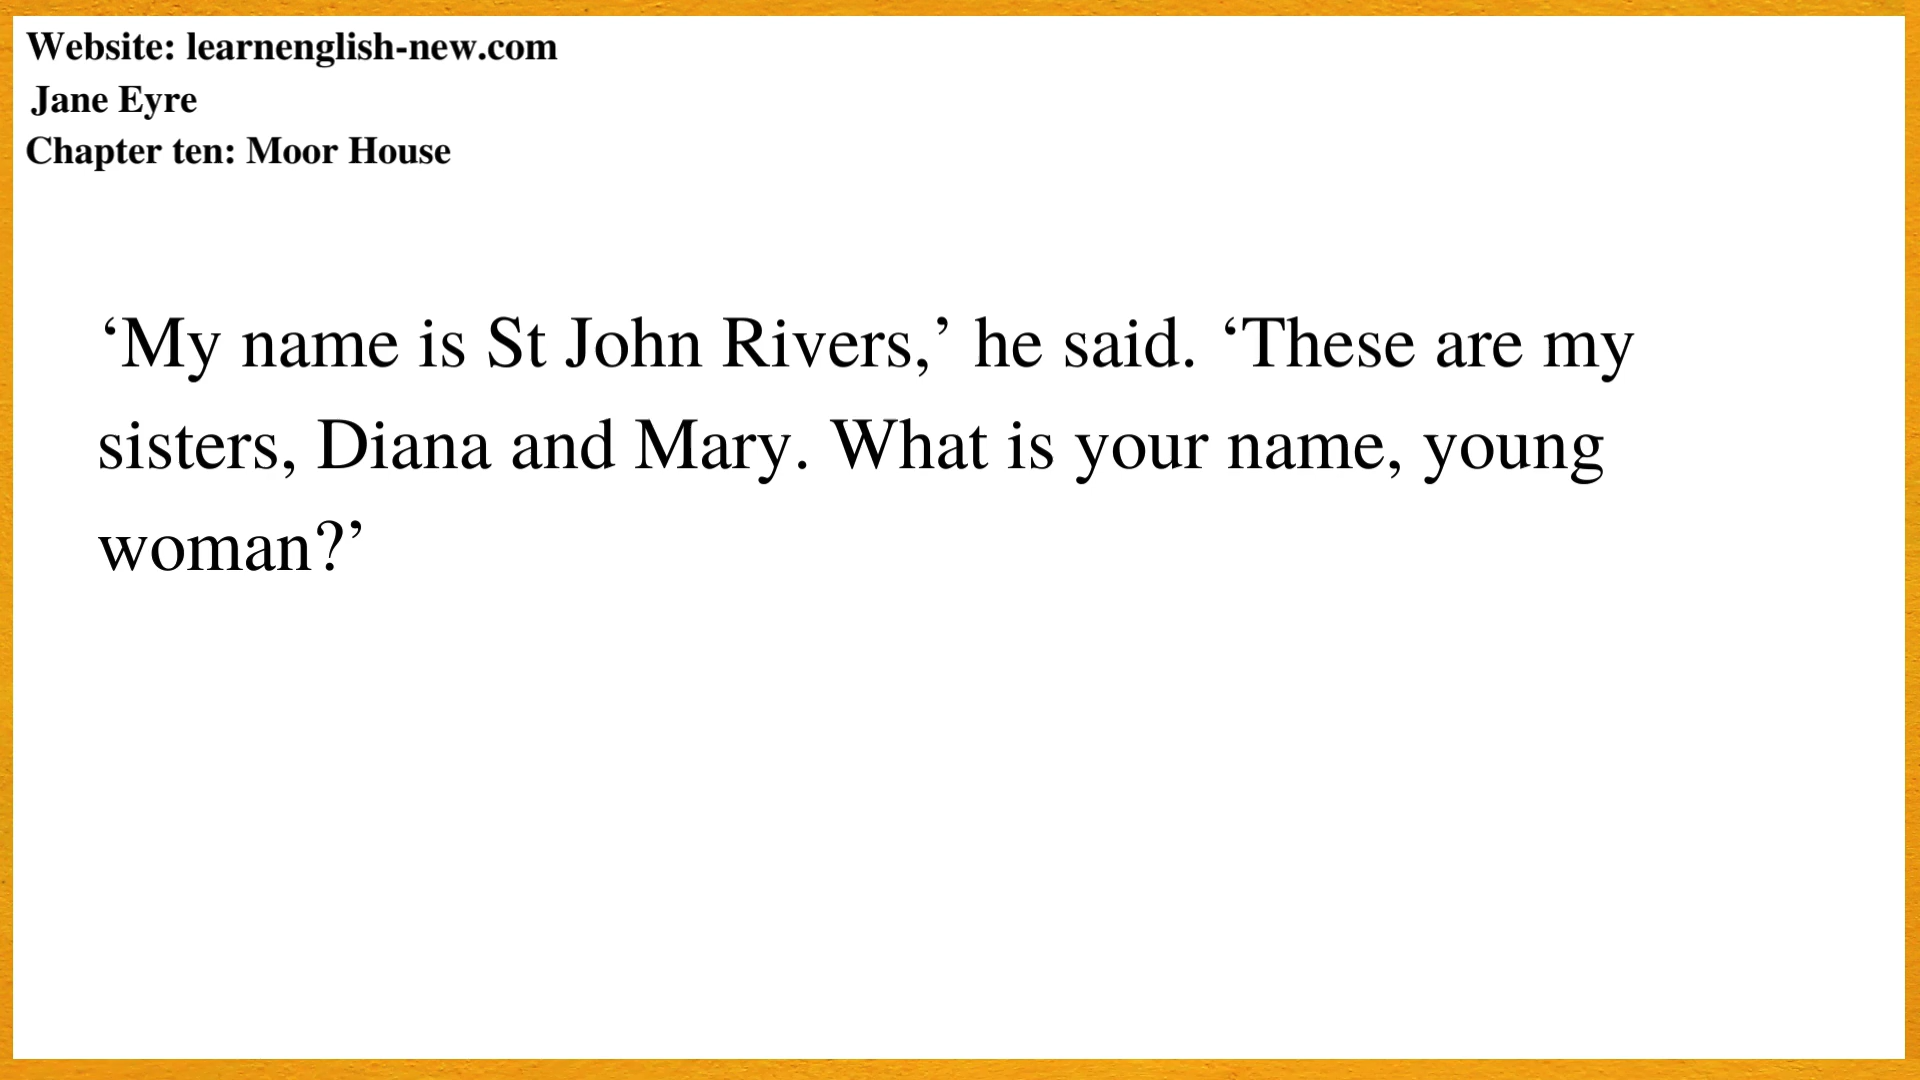 Website: learnenglish-new.com
Jane Eyre
Chapter ten: Moor House
‘My name is St John Rivers,’ he said. ‘These are my
sisters, Diana and Mary. What is your name, young
woman?’